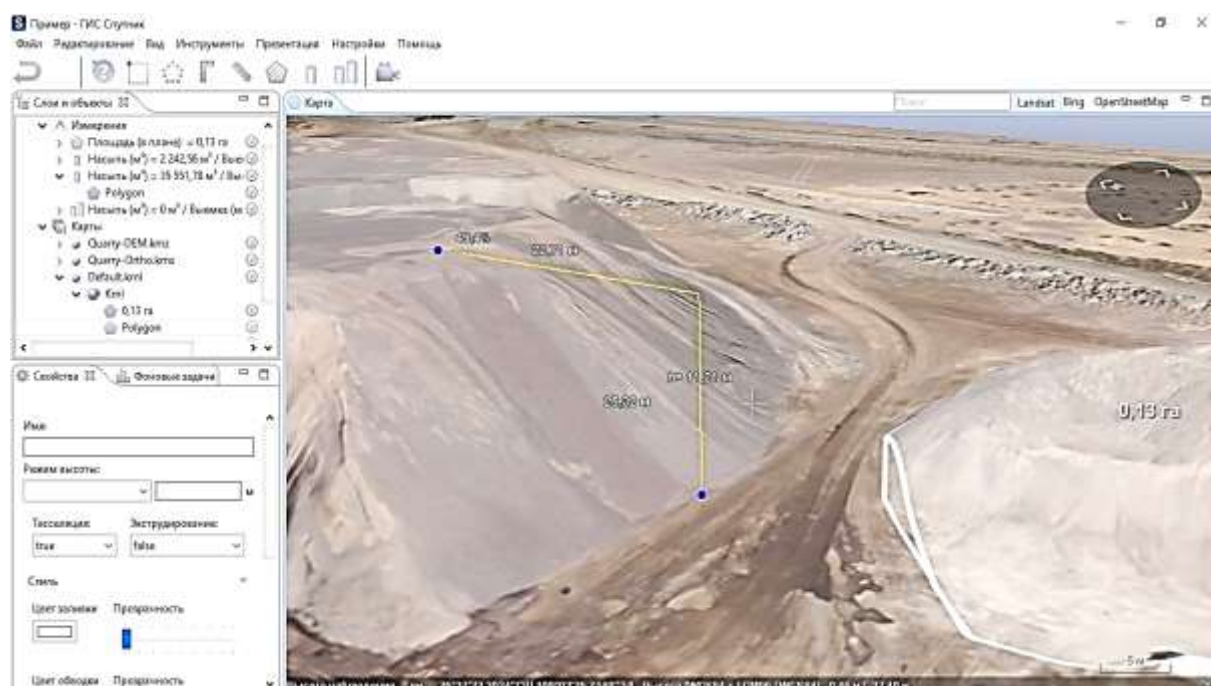 Пример - ГИС Спутник
Файл Редактирование Вид Инструменты Презентация Настройки Помощь
Слои и объекты
Карта
Landsat Bing OpenStreetMap
Измерения
Площадь (в плане) = 0,13 га
Насыпь (м³) = 2 242,56 м³ / Выем
Насыпь (м³) = 35 551,78 м³ / Вы
Polygon
Насыпь (м³) = 0 м³ / Выемка (м
Карты
Quarry-DEM.kmz
Quarry-Ortho.kmz
Default.kml
Kml
0,13 га
Polygon
0,13 га
Свойства
Фоновые задачи
Имя:
Режим высоты:
м
Тесселяция: Экструдирование:
true false
Стиль
Цвет заливки Прозрачность
Цвет обводки Прозрачность
5 м